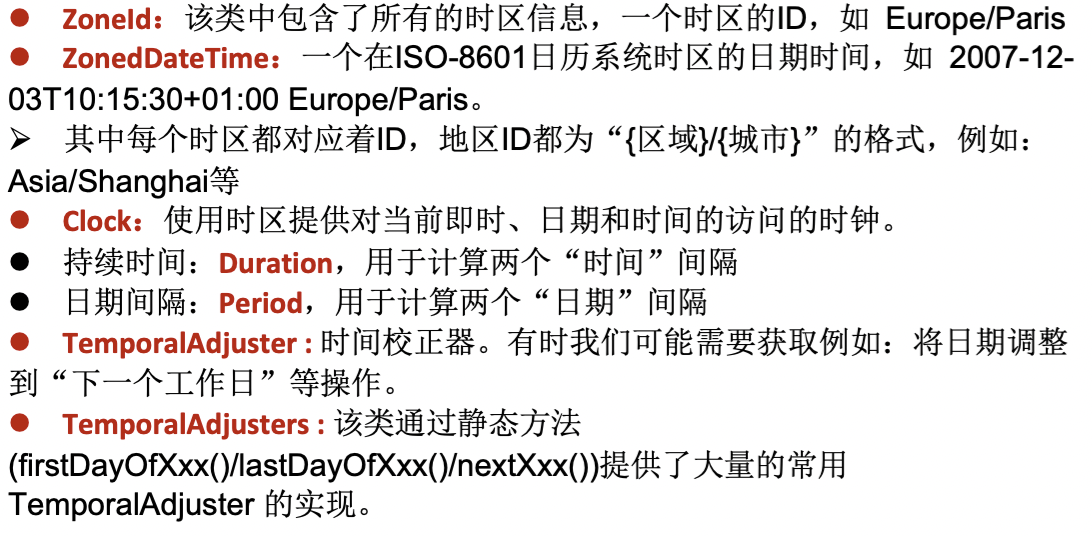 ● ZoneId：该类中包含了所有的时区信息，一个时区的ID，如 Europe/Paris
● ZonedDateTime：一个在ISO-8601日历系统时区的日期时间，如 2007-12-
03T10:15:30+01:00 Europe/Paris。
➢ 其中每个时区都对应着ID，地区ID都为“{区域}/{城市}”的格式，例如：
Asia/Shanghai等
● Clock：使用时区提供对当前即时、日期和时间的访问的时钟。
● 持续时间：Duration，用于计算两个“时间”间隔
● 日期间隔：Period，用于计算两个“日期”间隔
● TemporalAdjuster : 时间校正器。有时我们可能需要获取例如：将日期调整
到“下一个工作日”等操作。
● TemporalAdjusters : 该类通过静态方法
(firstDayOfXxx()/lastDayOfXxx()/nextXxx())提供了大量的常用
TemporalAdjuster 的实现。